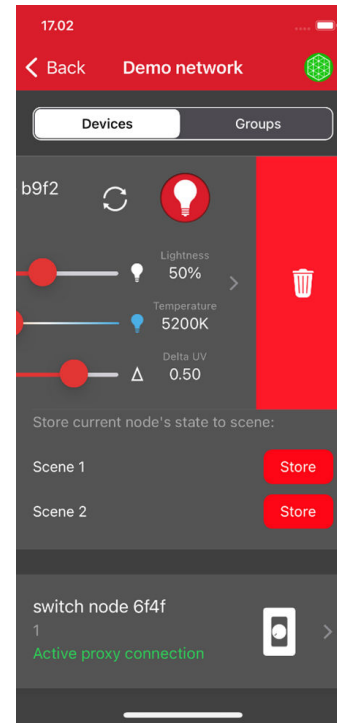 17.02
Back Demo network
Devices Groups
b9f2
Lightness
50%
Temperature
5200K
Delta UV
Δ 0.50
Store current node's state to scene:
Scene 1 Store
Scene 2 Store
switch node 6f4f
1
Active proxy connection